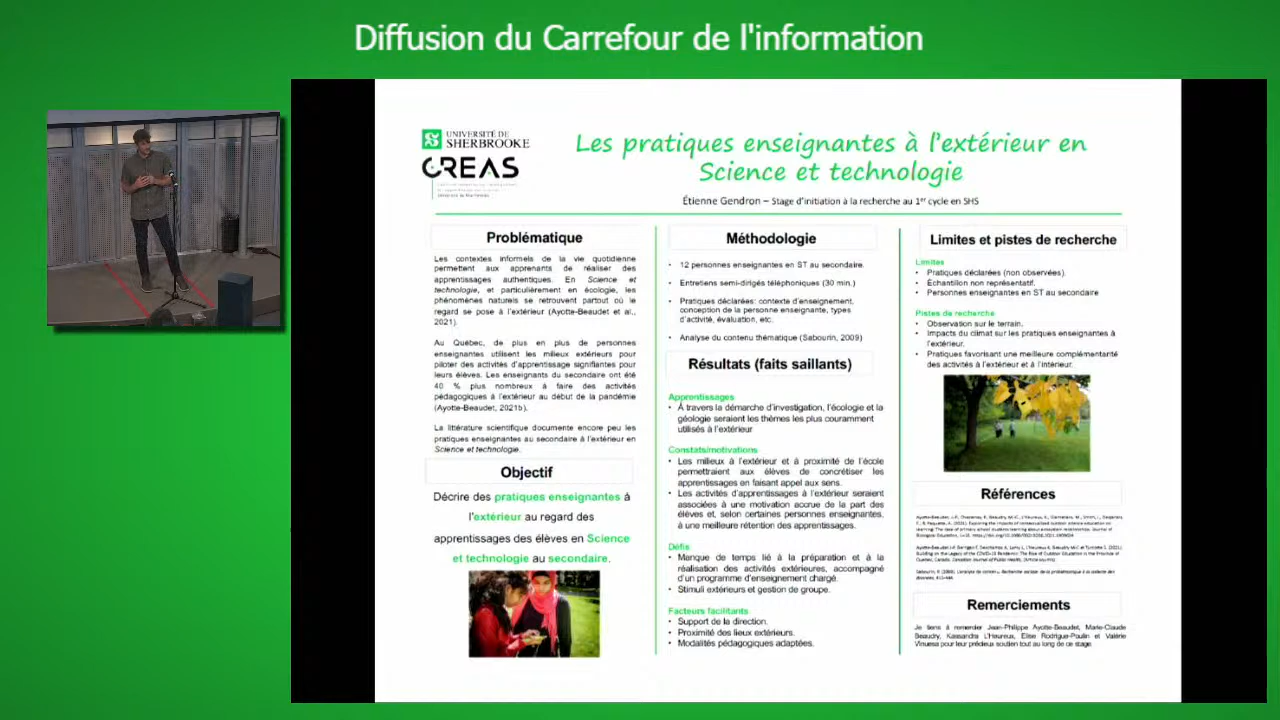 Diffusion du Carrefour de l'information
UNIVERSITÉ DE
SHERBROOKE
CREAS
Les pratiques enseignantes à l'extérieur en
Science et technologie
Étienne Gendron – Stage d'initiation à la recherche au 1er cycle en SHS
Problématique
Les contextes informels de la vie quotidienne
permettent aux apprenants de réaliser des
apprentissages authentiques. En Science et
technologie, et particulièrement en écologie, les
phénomènes naturels se retrouvent partout où le
regard se pose à l'extérieur (Ayotte-Beaudet et al.,
2021).
Au Québec, de plus en plus de personnes
enseignantes utilisent les milieux extérieurs pour
piloter des activités d'apprentissage signifiantes pour
leurs élèves. Les enseignants du secondaire ont été
40 % plus nombreux à faire des activités
pédagogiques à l'extérieur au début de la pandémie
(Ayotte-Beaudet, 2021b).
La littérature scientifique documente encore peu les
pratiques enseignantes au secondaire à l'extérieur en
Science et technologie.
Objectif
Décrire des pratiques enseignantes à
l'extérieur au regard des
apprentissages des élèves en Science
et technologie au secondaire.
Méthodologie
• 12 personnes enseignantes en ST au secondaire.
• Entretiens semi-dirigés téléphoniques (30 min.)
• Pratiques déclarées: contexte d'enseignement,
conception de la personne enseignante, types
d'activité, évaluation, etc.
• Analyse du contenu thématique (Sabourin, 2009)
Résultats (faits saillants)
Apprentissages
• À travers la démarche d'investigation, l'écologie et la
géologie seraient les thèmes les plus couramment
utilisés à l'extérieur
Constats/motivations
• Les milieux à l'extérieur et à proximité de l'école
permettraient aux élèves de concrétiser les
apprentissages en faisant appel aux sens.
• Les activités d'apprentissages à l'extérieur seraient
associées à une motivation accrue de la part des
élèves et, selon certaines personnes enseignantes,
à une meilleure rétention des apprentissages.
Défis
• Manque de temps lié à la préparation et à la
réalisation des activités extérieures, accompagné
d'un programme d'enseignement chargé.
• Stimuli extérieurs et gestion de groupe.
Facteurs facilitants
• Support de la direction.
• Proximité des lieux extérieurs.
• Modalités pédagogiques adaptées.
Limites et pistes de recherche
Limites
• Pratiques déclarées (non observées).
• Échantillon non représentatif.
• Personnes enseignantes en ST au secondaire
Pistes de recherche
• Observation sur le terrain.
• Impacts du climat sur les pratiques enseignantes à
l'extérieur.
• Pratiques favorisant une meilleure complémentarité
des activités à l'extérieur et à l'intérieur.
Références
Remerciements
Je tiens à remercier Jean-Philippe Ayotte-Beaudet, Marie-Claude
Beaudry, Kassandra L'Heureux, Elise Rodrigue-Poulin et Valérie
Vinuesa pour leur précieux soutien tout au long de ce stage.